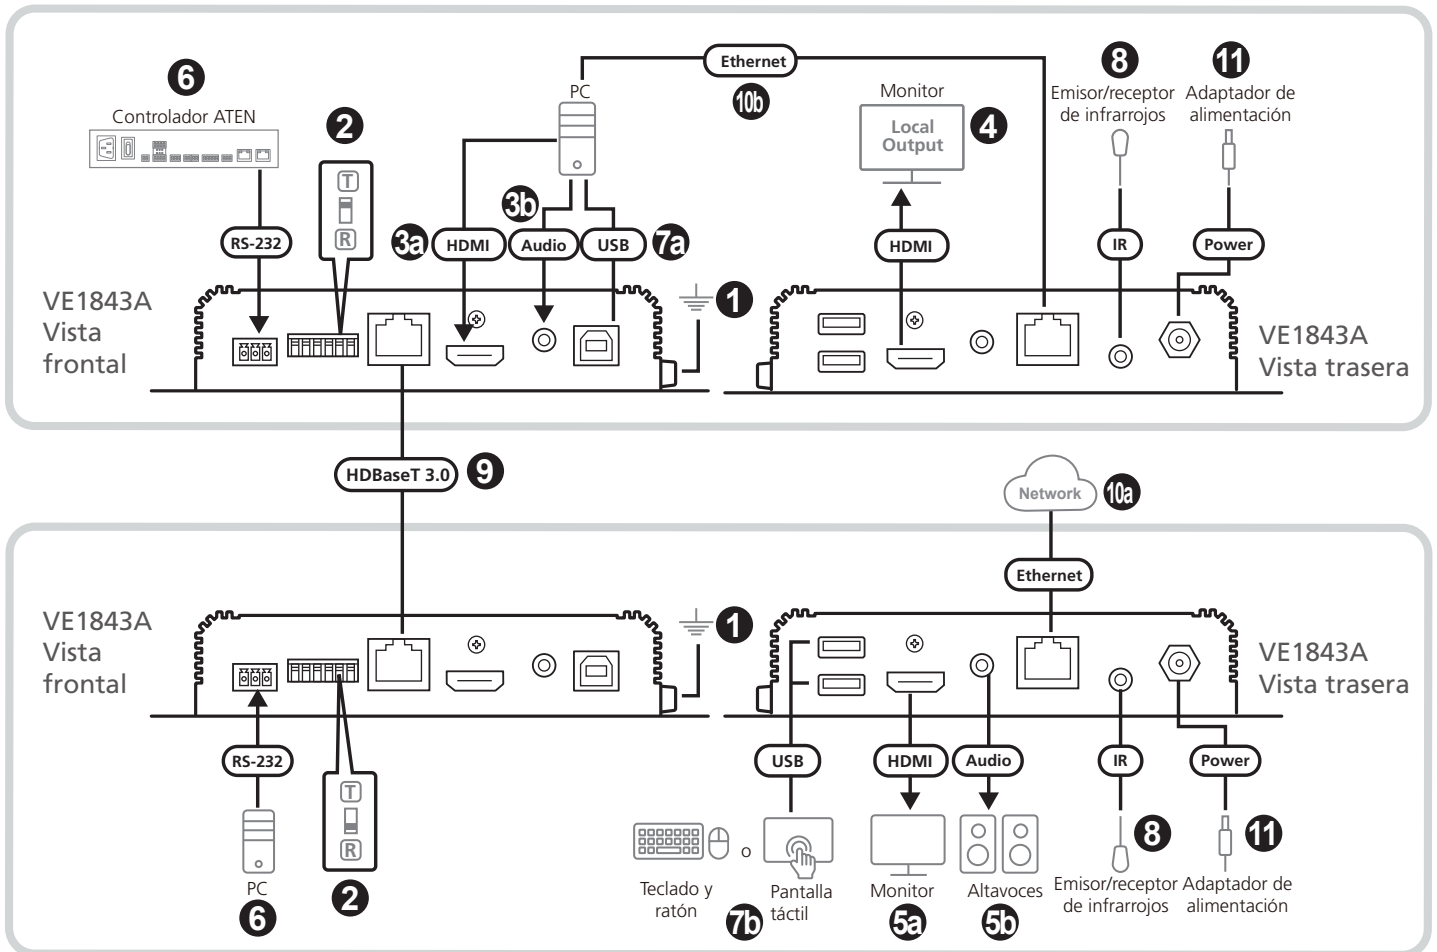 6
Controlador ATEN
2
T
R
RS-232
PC
Ethernet
10b
3a
HDMI
3b
Audio
USB
7a
Monitor
Local
Output
4
HDMI
8
Emisor/receptor
de infrarrojos
IR
11
Adaptador de
alimentación
Power
VE1843A
Vista
frontal
1
VE1843A
Vista trasera
HDBaseT 3.0
9
Network
10a
Ethernet
VE1843A
Vista
frontal
1
VE1843A
Vista trasera
RS-232
PC
6
T
R
2
USB
HDMI
Audio
IR
Power
Teclado y
ratón
o
Pantalla
táctil
7b
Monitor
5a
Altavoces
5b
8
Emisor/receptor
de infrarrojos
11
Adaptador de
alimentación